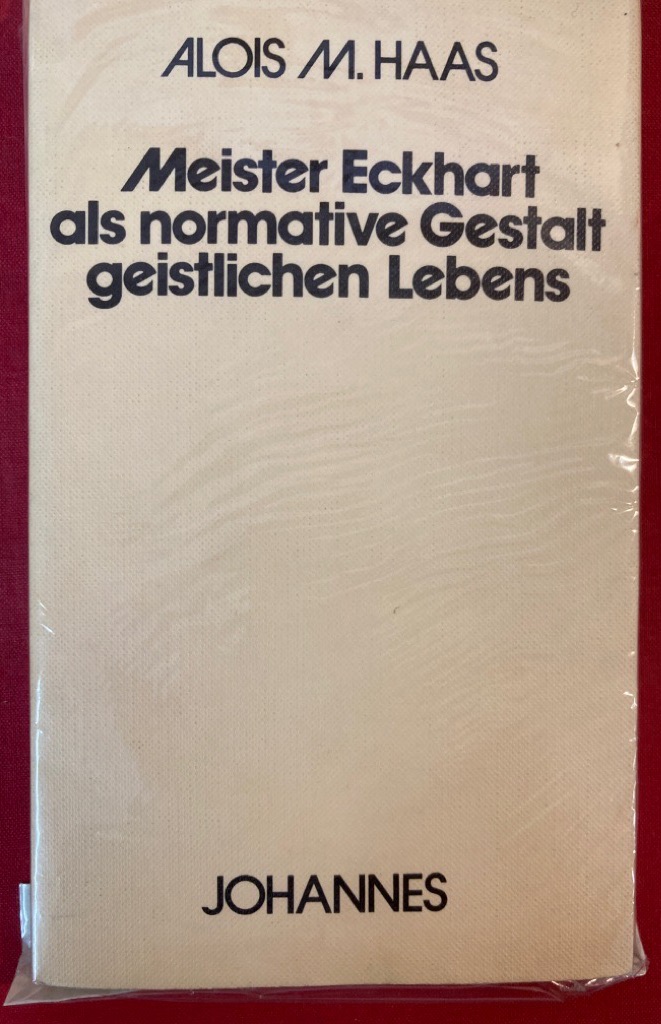 ALOIS M. HAAS
Meister Eckhart
als normative Gestalt
geistlichen Lebens
JOHANNES